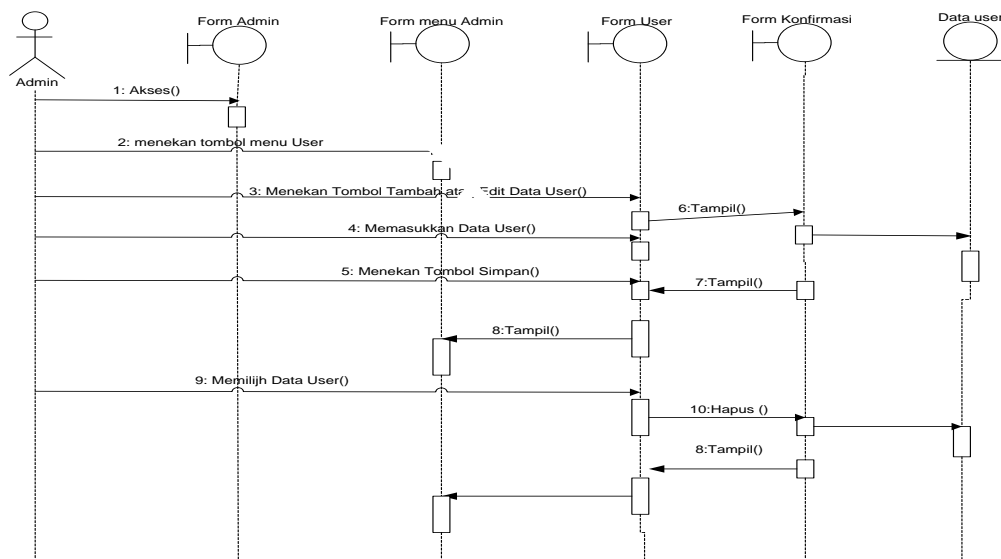 Form Admin
Form menu Admin
Form User
Form Konfirmasi
Data user
Admin
1: Akses()
2: menekan tombol menu User
3: Menekan Tombol Tambah Edit Data User()
6:Tampil()
4: Memasukkan Data User()
5: Menekan Tombol Simpan()
7:Tampil()
8:Tampil()
9: Memilijh Data User()
10:Hapus ()
8:Tampil()